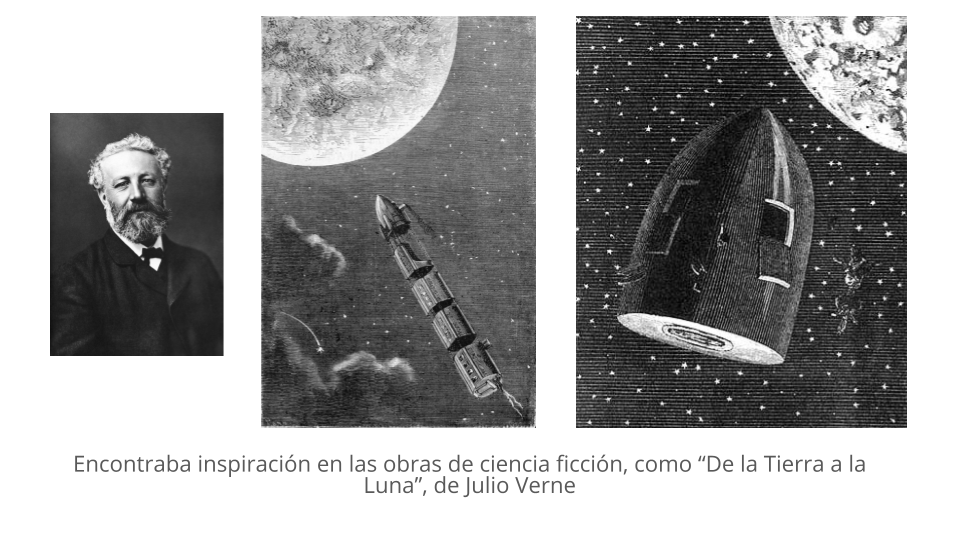 Encontraba inspiración en las obras de ciencia ficción, como “De la Tierra a la
Luna”, de Julio Verne